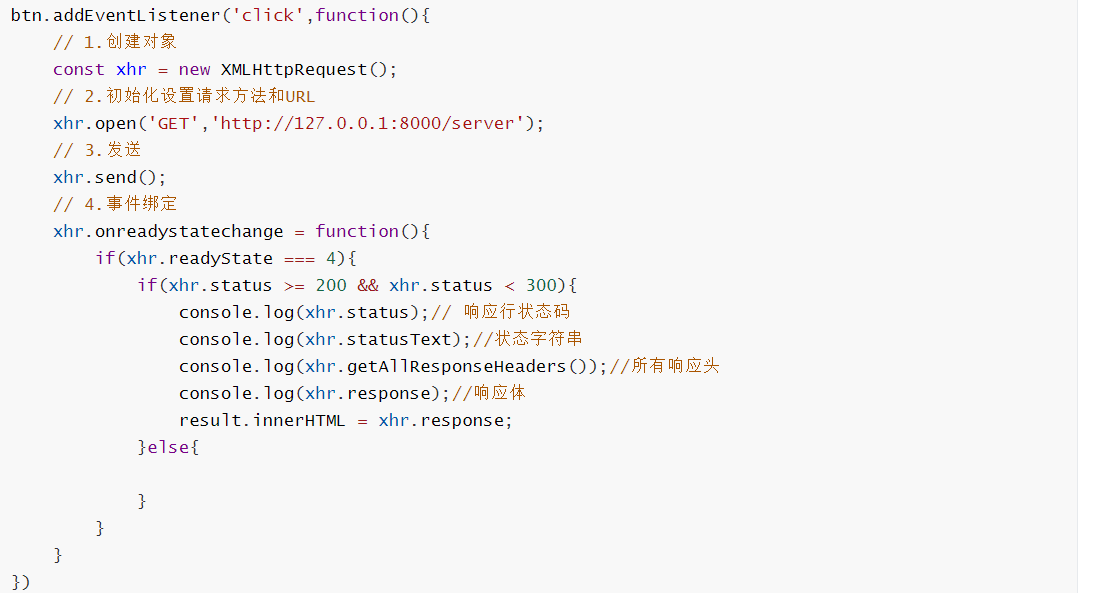 btn.addEventListener('click',function(){
    // 1.创建对象
    const xhr = new XMLHttpRequest();
    // 2.初始化设置请求方法和URL
    xhr.open('GET','http://127.0.0.1:8000/server');
    // 3.发送
    xhr.send();
    // 4.事件绑定
    xhr.onreadystatechange = function(){
        if(xhr.readyState === 4){
            if(xhr.status >= 200 && xhr.status < 300){
                console.log(xhr.status);// 响应行状态码
                console.log(xhr.statusText);//状态字符串
                console.log(xhr.getAllResponseHeaders());//所有响应头
                console.log(xhr.response);//响应体
                result.innerHTML = xhr.response;
            }else{

            }
        }
    }
})